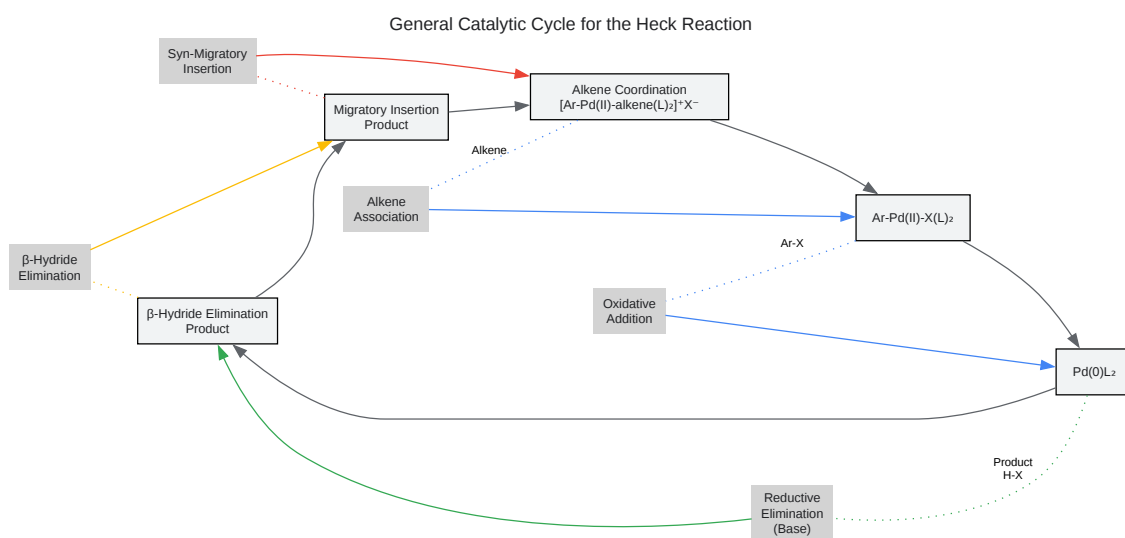 General Catalytic Cycle for the Heck Reaction
Syn-Migratory
Insertion
Migratory Insertion
Product
Alkene Coordination
[Ar-Pd(II)-alkene(L)₂]⁺X⁻
Alkene
Alkene
Association
Ar-Pd(II)-X(L)₂
Ar-X
β-Hydride
Elimination
β-Hydride Elimination
Product
Oxidative
Addition
Pd(0)L₂
Product
H-X
Reductive
Elimination
(Base)